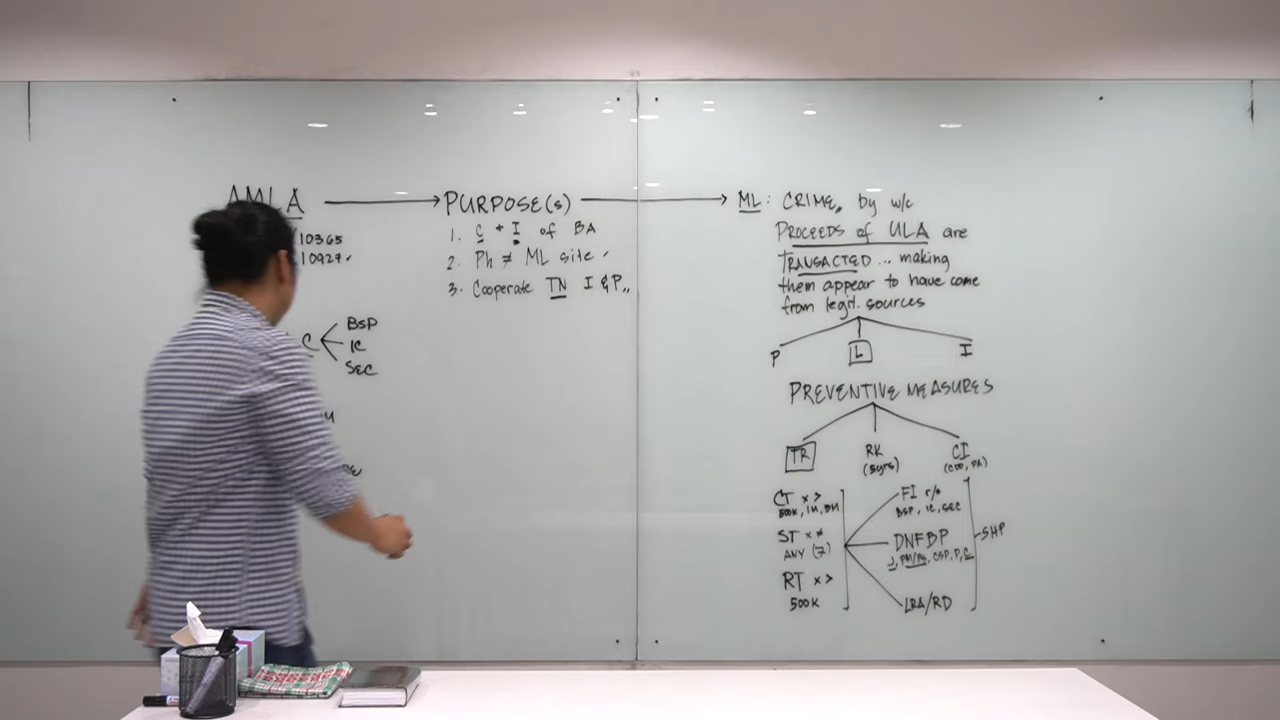 AMLA → PURPOSE(s) → ML: CRIME, by w/c
10365
10927
C BSP
IC
SEC
1. C + I of BA
2. Ph ≠ ML site
3. Cooperate TN I & P
PROCEEDS of ULA are
TRANSACTED ... making
them appear to have come
from legit. sources
P L I
PREVENTIVE MEASURES
TR RK CI
(5yrs) (CDD, PA)
CT x >
500K, 1M, 5M
ST x ≠
ANY (7)
RT x >
500K
FI r/o
BSP, IC, SEC
DNFBP
J, PM/PS, CSP, P, C
LRA/RD
SHP